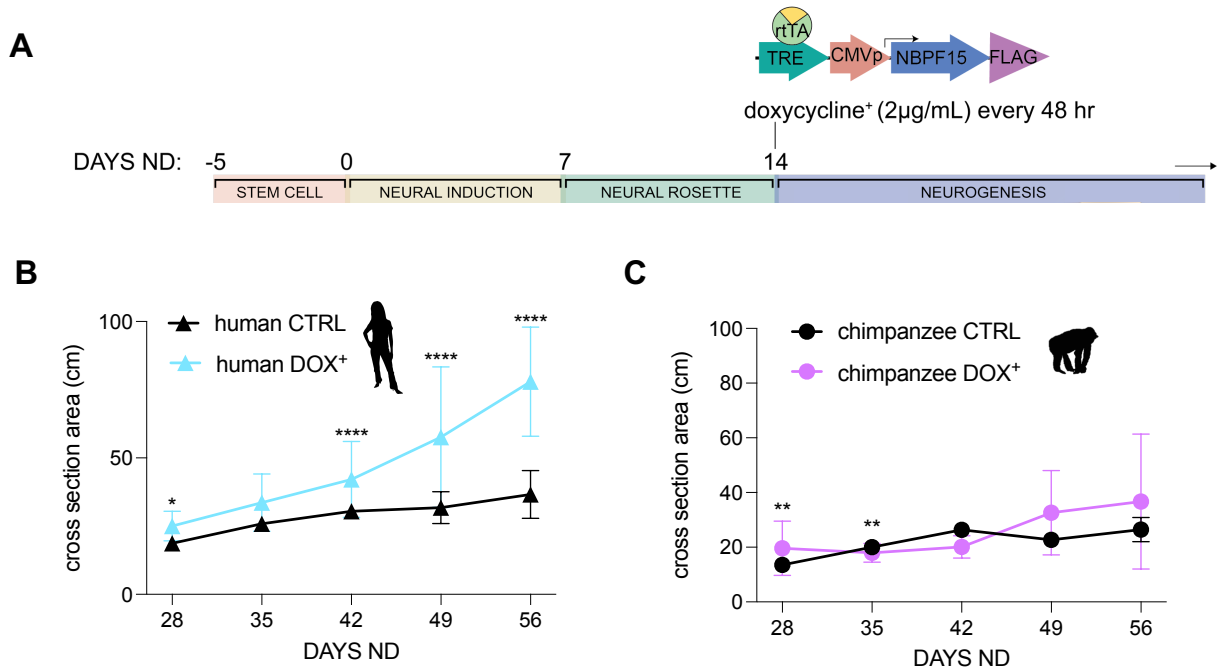 A
rtTA
TRE CMVp NBPF15 FLAG
doxycycline⁺ (2μg/mL) every 48 hr
DAYS ND: -5 0 7 14
STEM CELL NEURAL INDUCTION NEURAL ROSETTE NEUROGENESIS
B
human CTRL
human DOX⁺
cross section area (cm)
100
50
0
*
****
****
****
28 35 42 49 56
DAYS ND
C
chimpanzee CTRL
chimpanzee DOX⁺
cross section area (cm)
100
80
60
40
20
0
**
**
28 35 42 49 56
DAYS ND